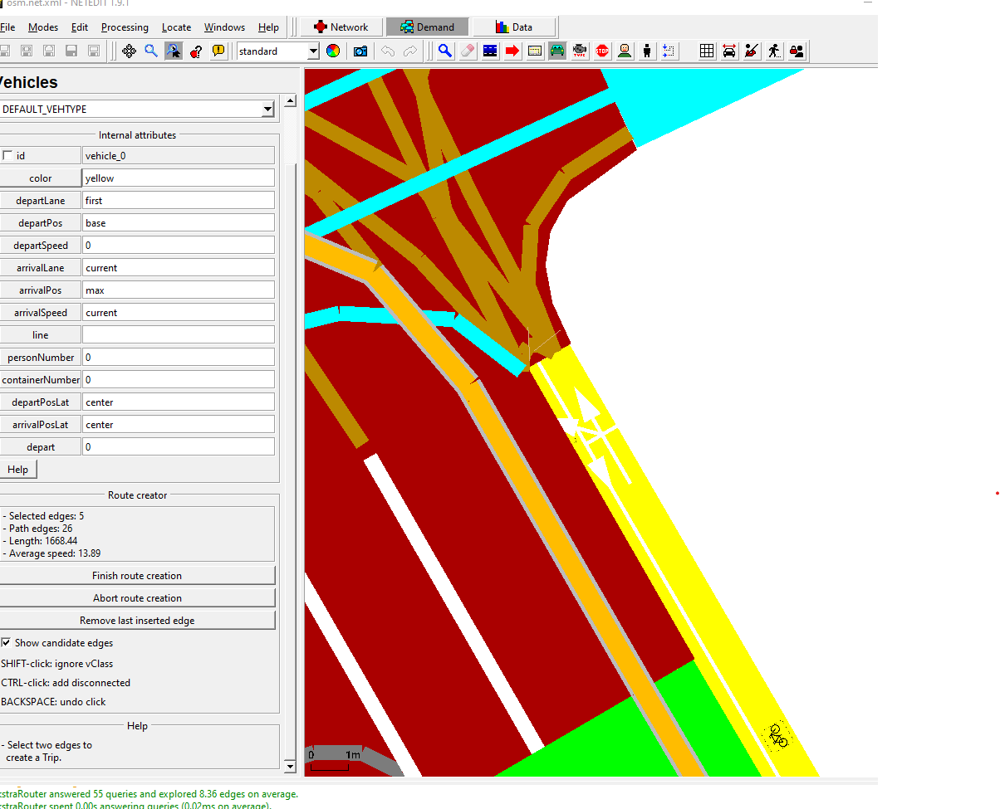 osm.net.xml - NETEDIT 1.9.1
File Modes Edit Processing Locate Windows Help Network Demand Data
standard TYPE STOP
Vehicles
DEFAULT_VEHTYPE
Internal attributes
id vehicle_0
color yellow
departLane first
departPos base
departSpeed 0
arrivalLane current
arrivalPos max
arrivalSpeed current
line
personNumber 0
containerNumber 0
departPosLat center
arrivalPosLat center
depart 0
Help
Route creator
- Selected edges: 5
- Path edges: 26
- Length: 1668.44
- Average speed: 13.89
Finish route creation
Abort route creation
Remove last inserted edge
Show candidate edges
SHIFT-click: ignore vClass
CTRL-click: add disconnected
BACKSPACE: undo click
Help
- Select two edges to
create a Trip.
0 1m
kstraRouter answered 55 queries and explored 8.36 edges on average.
kstraRouter spent 0.00s answering queries (0.02ms on average).